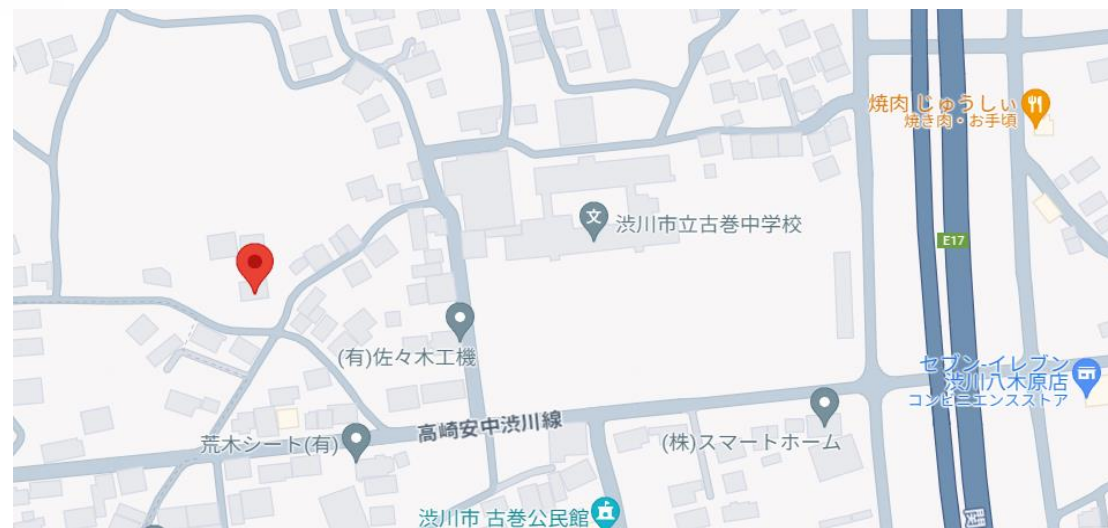 焼肉 じゅうしぃ
焼き肉・お手頃
文
渋川市立古巻中学校
E17
(有)佐々木工機
セブン-イレブン
渋川八木原店
コンビニエンスストア
高崎安中渋川線
荒木シート(有)
(株)スマートホーム
渋川市 古巻公民館